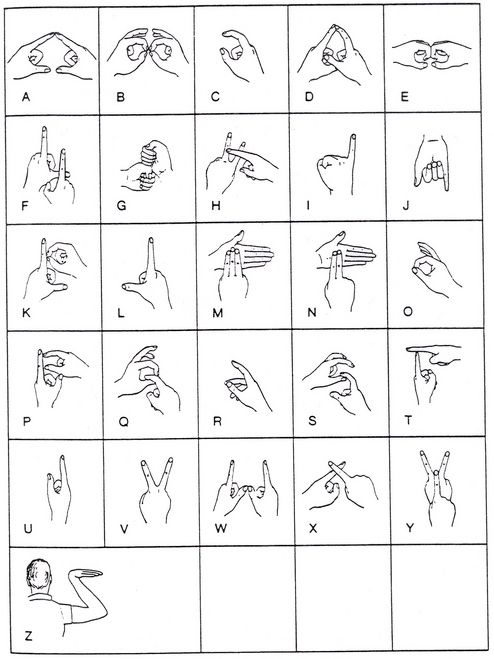 A B C D E
F G H I J
K L M N O
P Q R S T
U V W X Y
Z